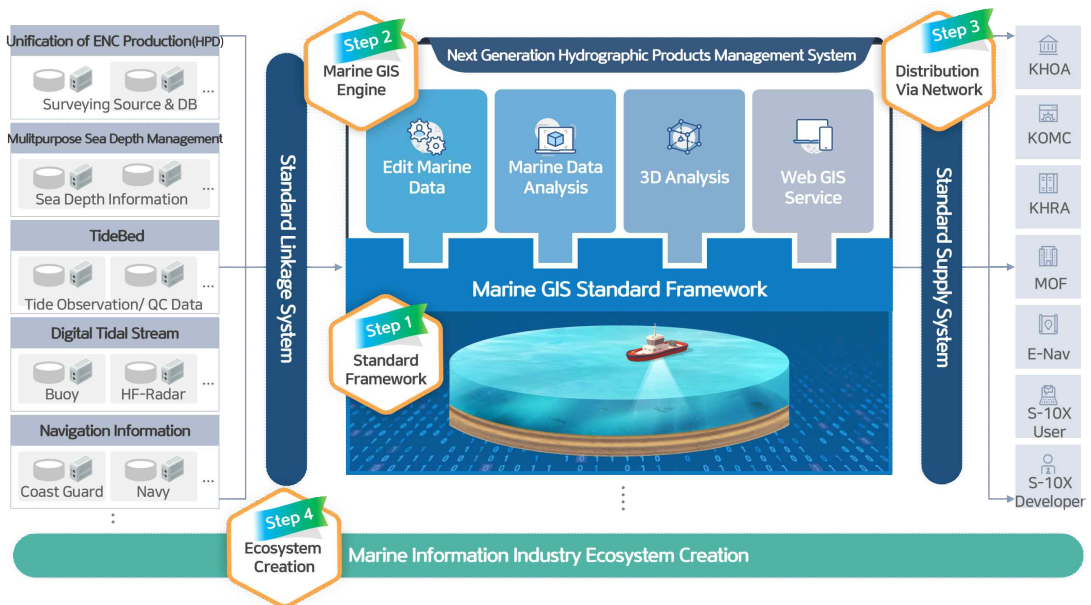 Unification of ENC Production(HPD)
Surveying Source & DB
...
Mulitpurpose Sea Depth Management
Sea Depth Information
...
TideBed
Tide Observation/ QC Data
...
Digital Tidal Stream
Buoy
HF-Radar
...
Navigation Information
Coast Guard
Navy
...
Standard Linkage System
Step 2
Marine GIS
Engine
Next Generation Hydrographic Products Management System
Edit Marine
Data
Marine Data
Analysis
3D Analysis
Web GIS
Service
Marine GIS Standard Framework
Step 1
Standard
Framework
Step 3
Distribution
Via Network
Standard Supply System
KHOA
KOMC
KHRA
MOF
E-Nav
S-10X
User
S-10X
Developer
Step 4
Ecosystem
Creation
Marine Information Industry Ecosystem Creation